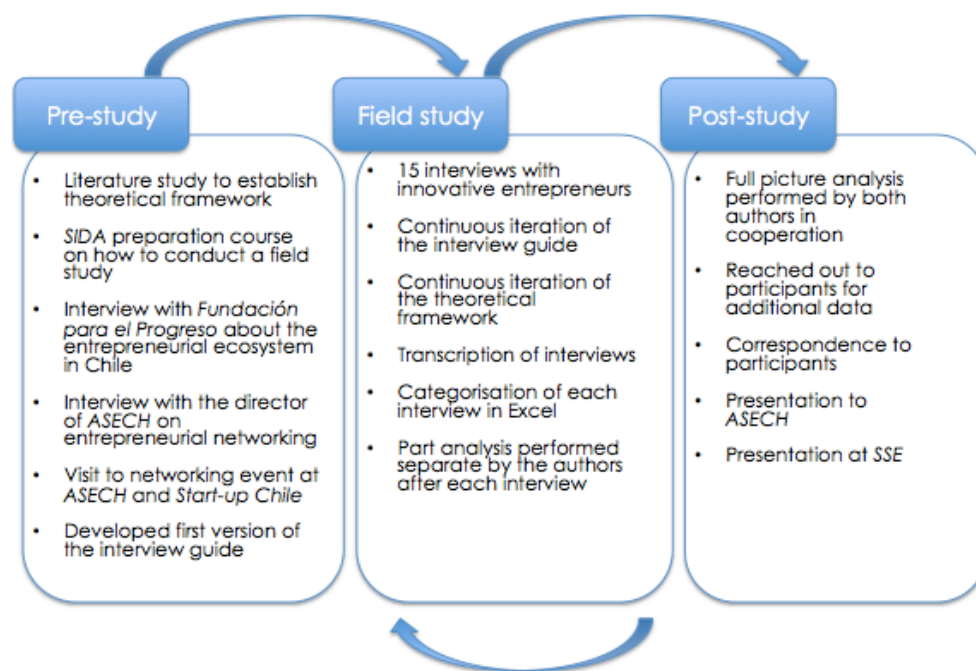 Pre-study
• Literature study to establish
theoretical framework
• SIDA preparation course
on how to conduct a field
study
• Interview with Fundación
para el Progreso about the
entrepreneurial ecosystem
in Chile
• Interview with the director
of ASECH on
entrepreneurial networking
• Visit to networking event at
ASECH and Start-up Chile
• Developed first version of
the interview guide
Field study
• 15 interviews with
innovative entrepreneurs
• Continuous iteration of
the interview guide
• Continuous iteration of
the theoretical
framework
• Transcription of interviews
• Categorisation of each
interview in Excel
• Part analysis performed
separate by the authors
after each interview
Post-study
• Full picture analysis
performed by both
authors in
cooperation
• Reached out to
participants for
additional data
• Correspondence to
participants
• Presentation to
ASECH
• Presentation at SSE